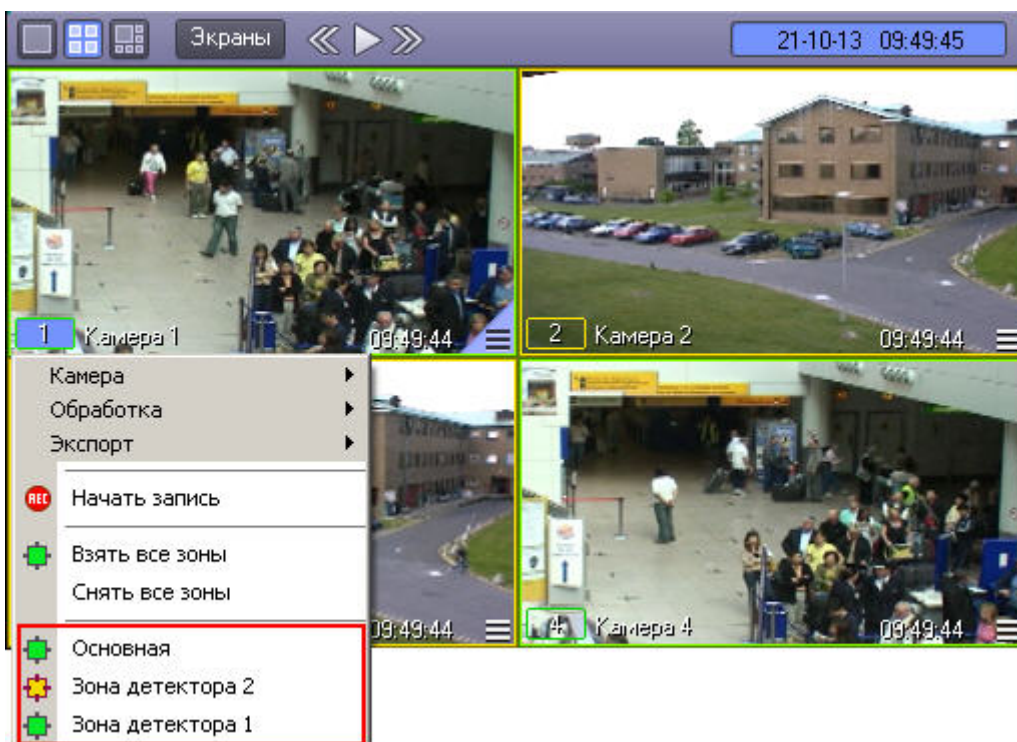 Экраны
21-10-13 09:49:45
1 Камера 1 09:49:44
2 Камера 2 09:49:44
Камера
Обработка
Экспорт
REC Начать запись
Взять все зоны
Снять все зоны
09:49:44
4 Камера 4 09:49:44
Основная
Зона детектора 2
Зона детектора 1